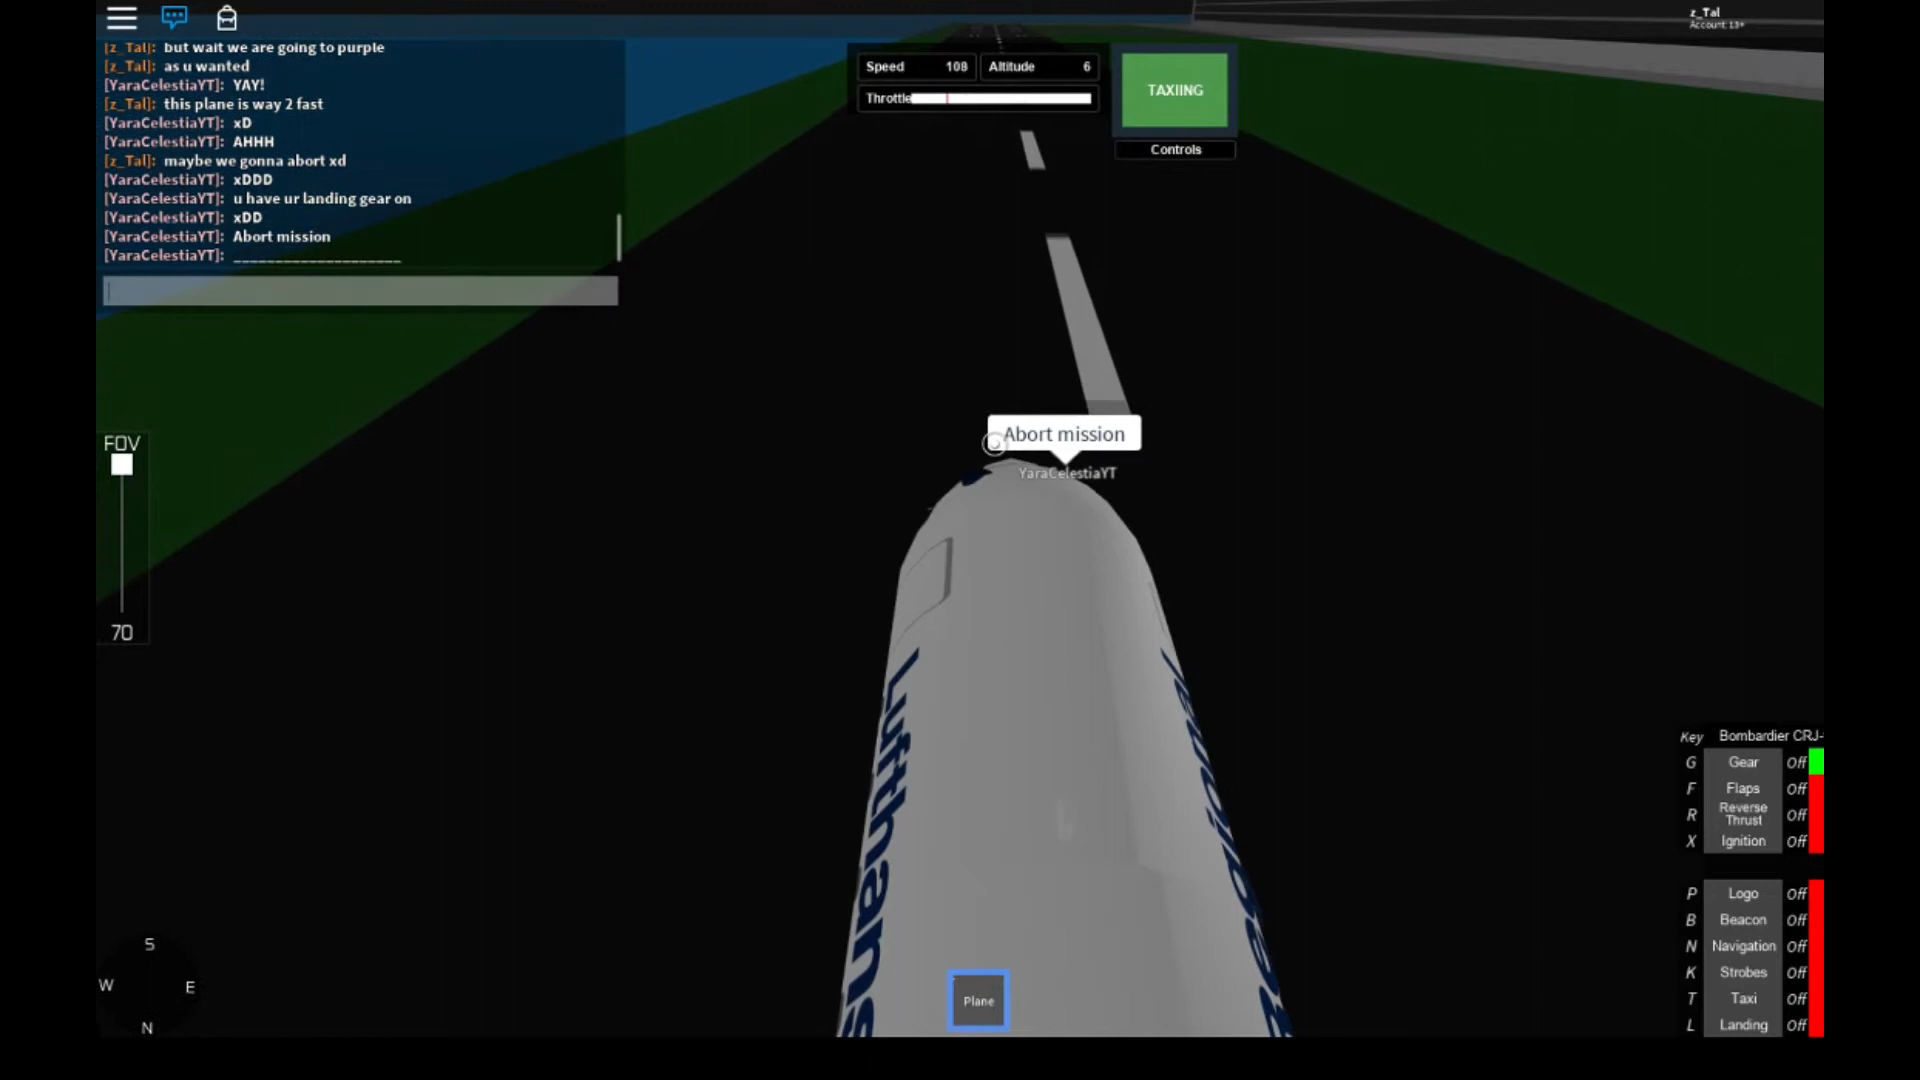 z_Tal
Account: 13+
[z_Tal]: but wait we are going to purple
[z_Tal]: as u wanted
[YaraCelestiaYT]: YAY!
[z_Tal]: this plane is way 2 fast
[YaraCelestiaYT]: xD
[YaraCelestiaYT]: AHHH
[z_Tal]: maybe we gonna abort xd
[YaraCelestiaYT]: xDDD
[YaraCelestiaYT]: u have ur landing gear on
[YaraCelestiaYT]: xDD
[YaraCelestiaYT]: Abort mission
[YaraCelestiaYT]: ____________________
Speed 108 Altitude 6
Throttle
TAXIING
Controls
FOV
70
Abort mission
YaraCelestiaYT
Lufthans
Key Bombardier CRJ-
G Gear Off
F Flaps Off
R Reverse Thrust Off
X Ignition Off
P Logo Off
B Beacon Off
N Navigation Off
K Strobes Off
T Taxi Off
L Landing Off
S
W E
N
Plane